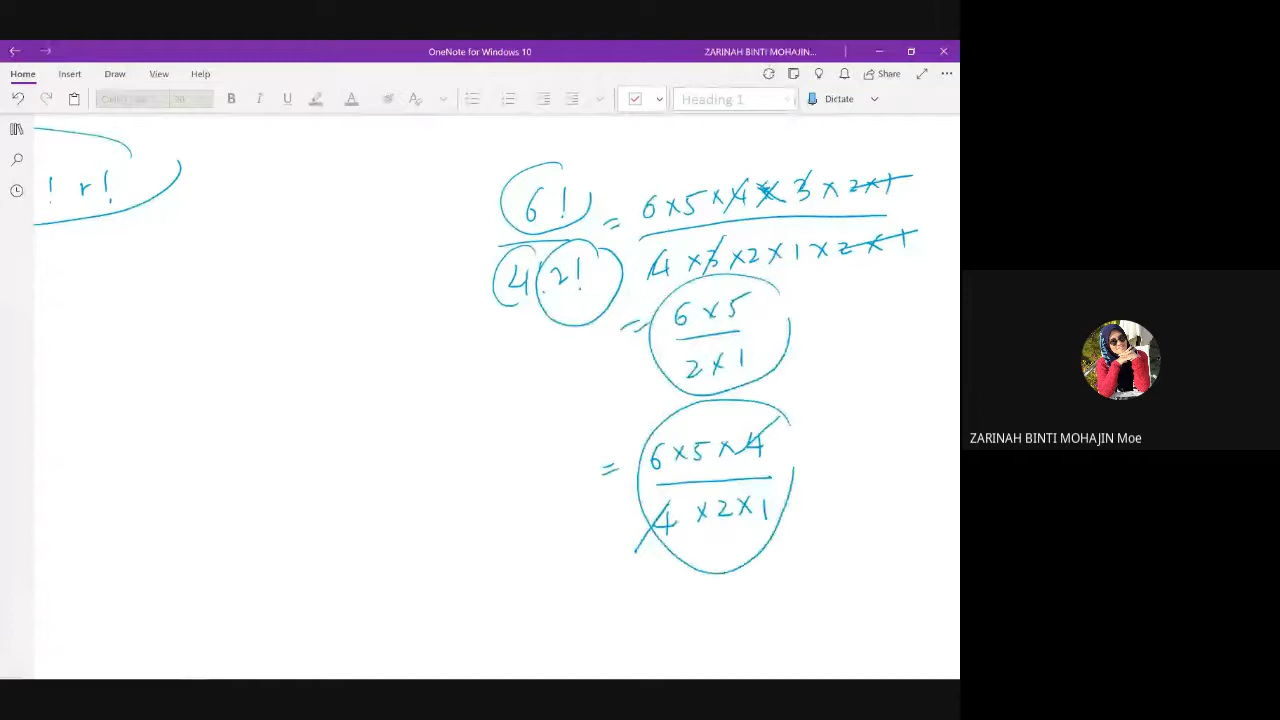 OneNote for Windows 10
ZARINAH BINTI MOHAJIN...
Home Insert Draw View Help
Share
B I U A
Heading 1
Dictate
! r!
6! = 6 x 5 x 4 x 3 x 2 x 1
4 2! 4 x 3 x 2 x 1 x 2 x 1
= 6 x 5
2 x 1
= 6 x 5 x 4
4 x 2 x 1
ZARINAH BINTI MOHAJIN Moe